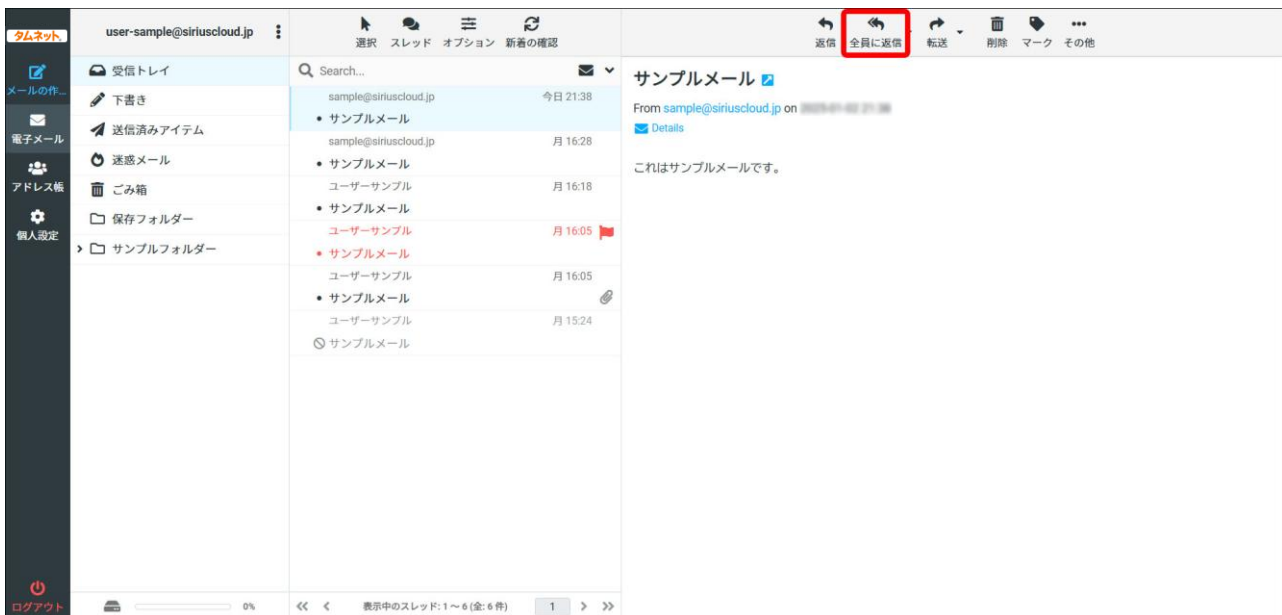 タムネット
メールの作...
電子メール
アドレス帳
個人設定
ログアウト
user-sample@siriuscloud.jp
受信トレイ
下書き
送信済みアイテム
迷惑メール
ごみ箱
保存フォルダー
サンプルフォルダー
0%
選択 スレッド オプション 新着の確認
Search...
sample@siriuscloud.jp 今日 21:38
サンプルメール
sample@siriuscloud.jp 月 16:28
サンプルメール
ユーザーサンプル 月 16:18
サンプルメール
ユーザーサンプル 月 16:05
サンプルメール
ユーザーサンプル 月 16:05
サンプルメール
ユーザーサンプル 月 15:24
サンプルメール
表示中のスレッド: 1 ~ 6 (全: 6 件) 1
返信 全員に返信 転送 削除 マーク その他
サンプルメール
From sample@siriuscloud.jp on
Details
これはサンプルメールです。